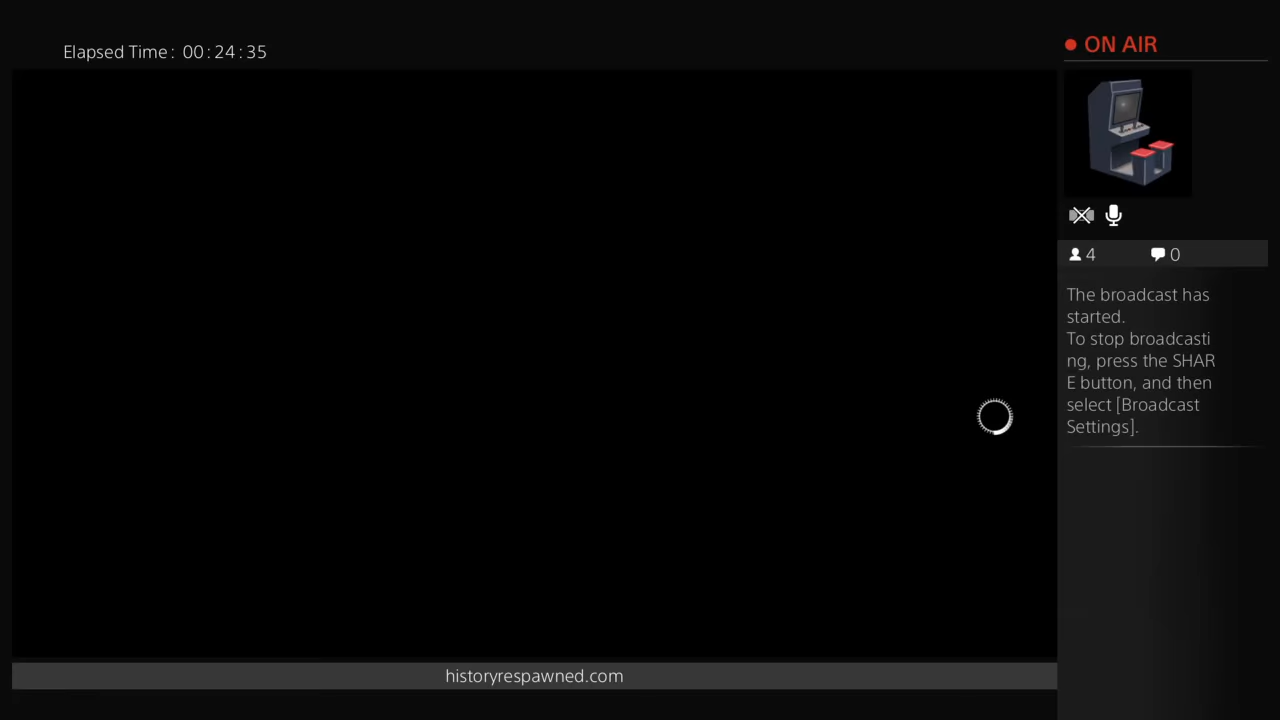 Elapsed Time: 00:24:35
ON AIR
4 0
The broadcast has
started.
To stop broadcasti
ng, press the SHAR
E button, and then
select [Broadcast
Settings].
historyrespawned.com